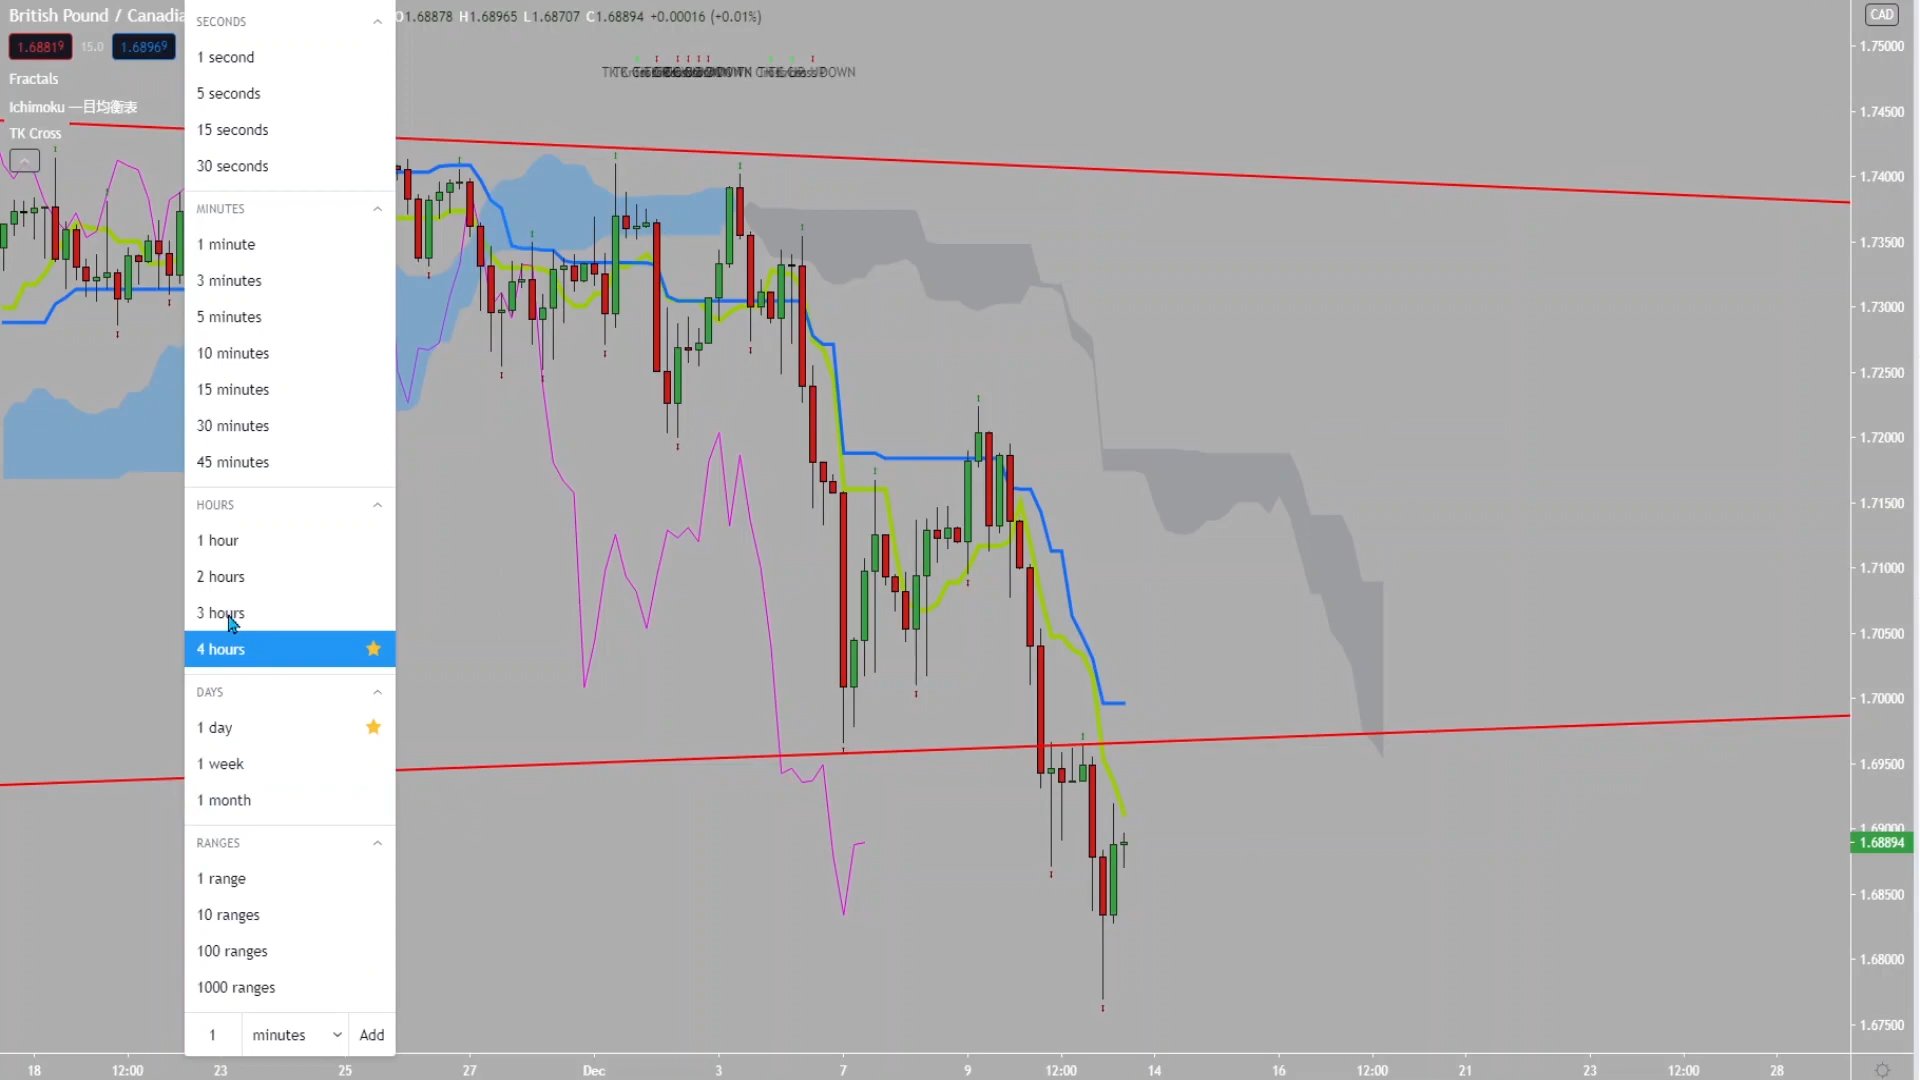 British Pound / Canadia
O1.68878 H1.68965 L1.68707 C1.68894 +0.00016 (+0.01%)
1.68819 15.0 1.68969
Fractals
Ichimoku 一目均衡表
TK Cross
SECONDS
1 second
5 seconds
15 seconds
30 seconds
MINUTES
1 minute
3 minutes
5 minutes
10 minutes
15 minutes
30 minutes
45 minutes
HOURS
1 hour
2 hours
3 hours
4 hours
DAYS
1 day
1 week
1 month
RANGES
1 range
10 ranges
100 ranges
1000 ranges
1 minutes Add
CAD
1.75000
1.74500
1.74000
1.73500
1.73000
1.72500
1.72000
1.71500
1.71000
1.70500
1.70000
1.69500
1.69000
1.68894
1.68500
1.68000
1.67500
18 12:00 23 25 27 Dec 3 7 9 12:00 14 16 12:00 21 23 12:00 28